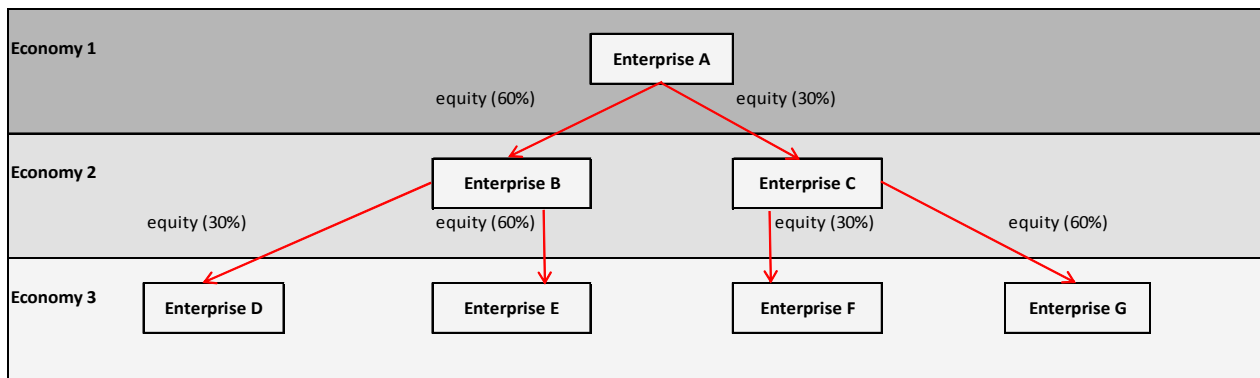 Economy 1
Enterprise A
equity (60%)
equity (30%)
Economy 2
Enterprise B
Enterprise C
equity (30%)
equity (60%)
equity (30%)
equity (60%)
Economy 3
Enterprise D
Enterprise E
Enterprise F
Enterprise G